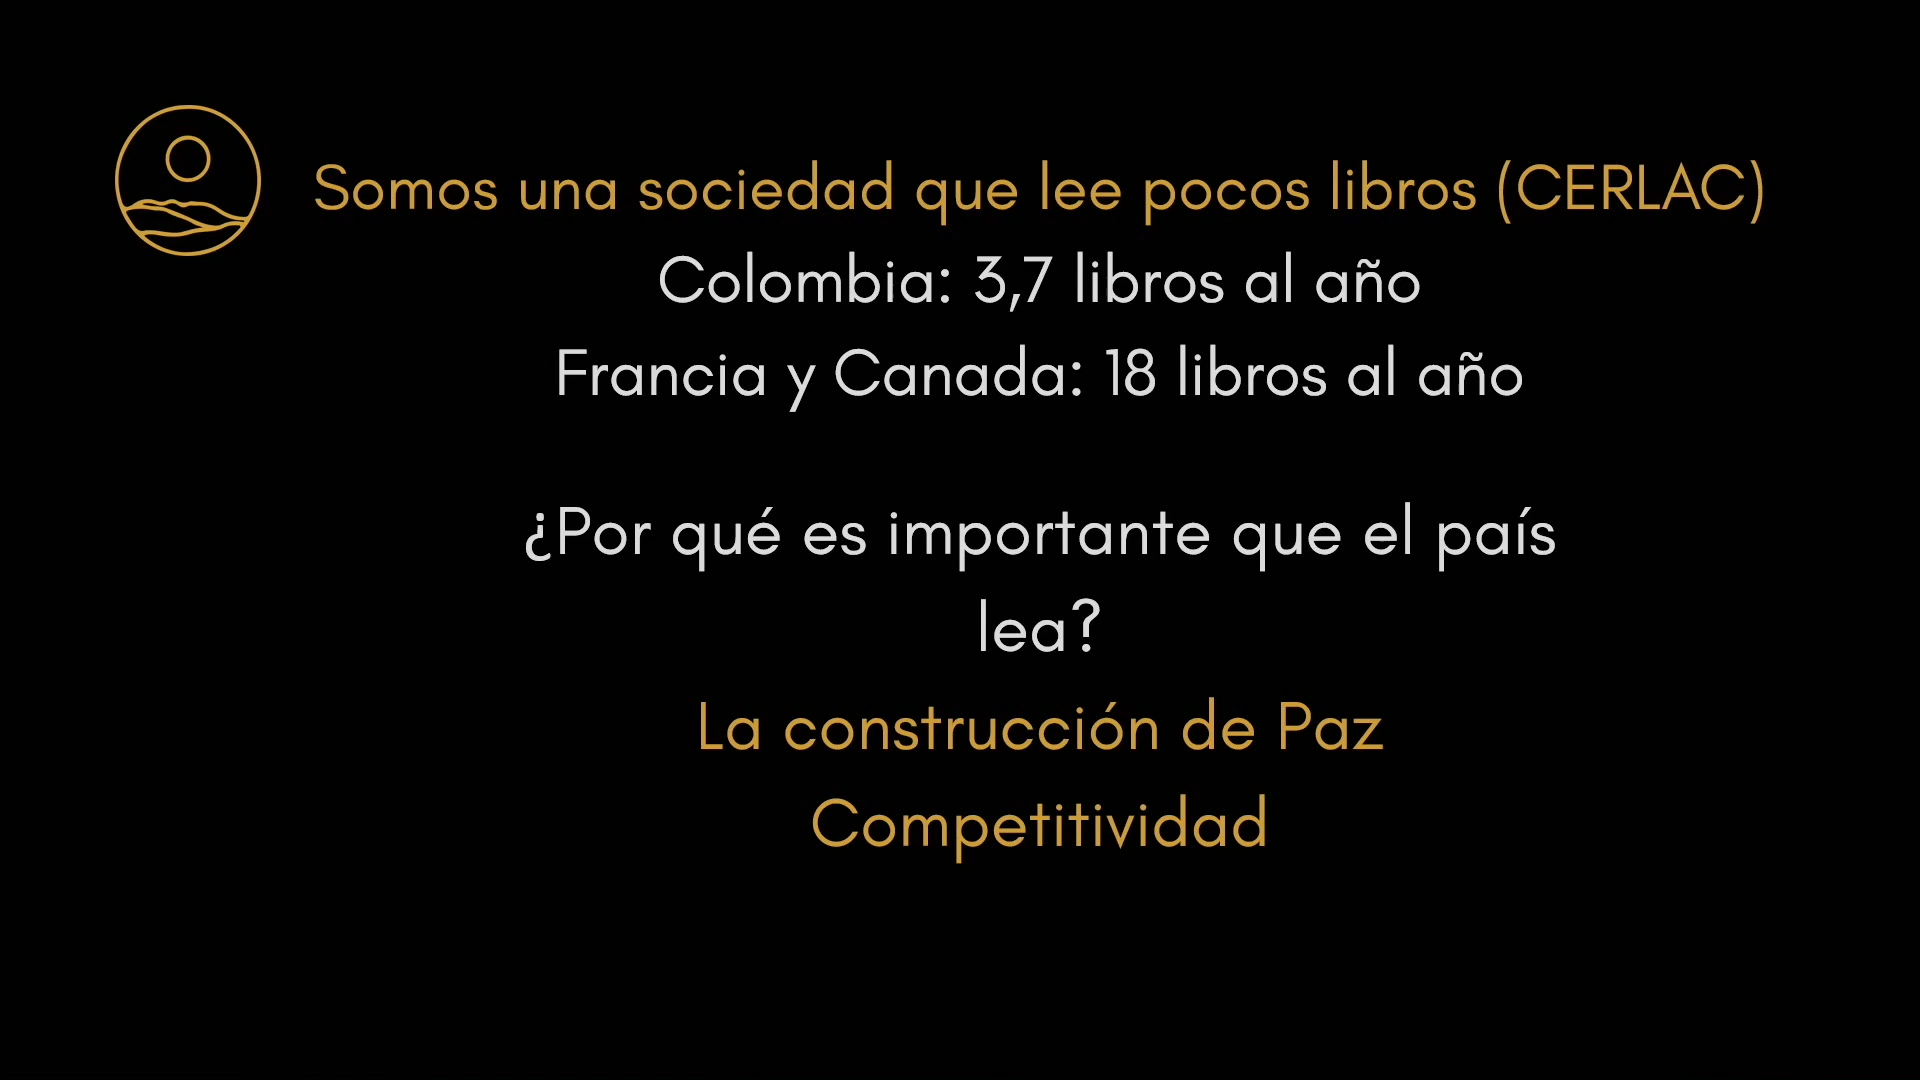 Somos una sociedad que lee pocos libros (CERLAC)
Colombia: 3,7 libros al año
Francia y Canada: 18 libros al año
¿Por qué es importante que el país
lea?
La construcción de Paz
Competitividad